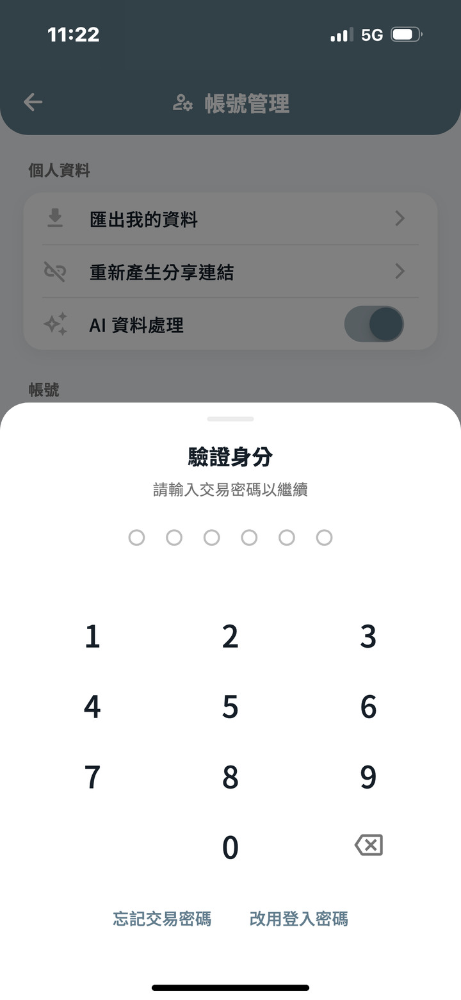 11:22
5G
帳號管理
個人資料
匯出我的資料
重新產生分享連結
AI 資料處理
帳號
驗證身分
請輸入交易密碼以繼續
1 2 3
4 5 6
7 8 9
0
忘記交易密碼 改用登入密碼